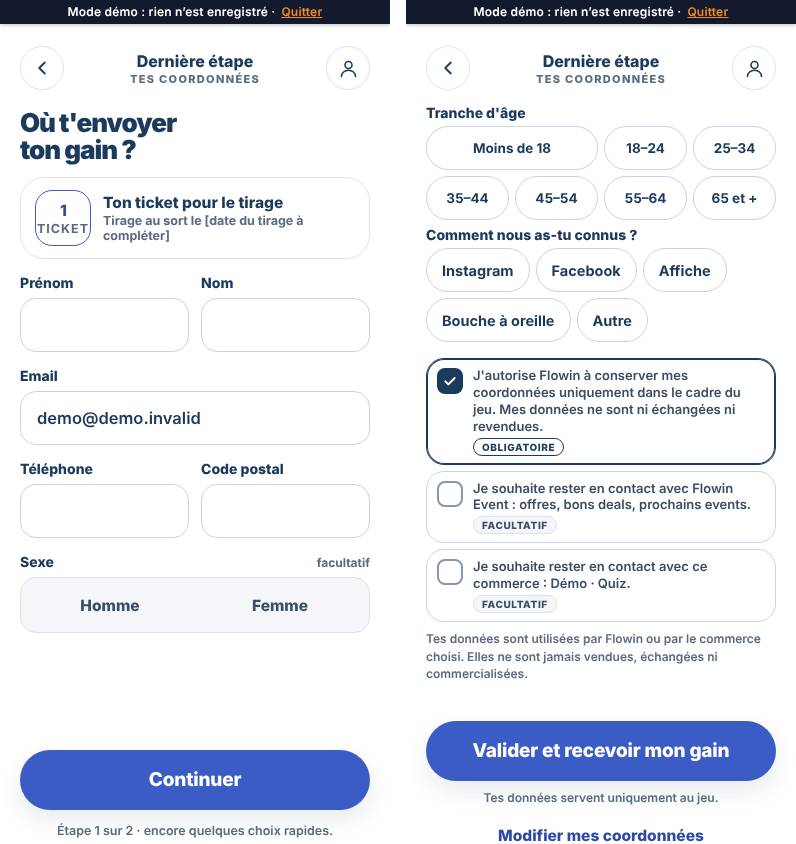 Mode démo : rien n’est enregistré · Quitter
Dernière étape
TES COORDONNÉES
Où t'envoyer
ton gain ?
1
TICKET
Ton ticket pour le tirage
Tirage au sort le [date du tirage à
compléter]
Prénom
Nom
Email
demo@demo.invalid
Téléphone
Code postal
Sexe
facultatif
Homme
Femme
Continuer
Étape 1 sur 2 · encore quelques choix rapides.
Mode démo : rien n’est enregistré · Quitter
Dernière étape
TES COORDONNÉES
Tranche d'âge
Moins de 18
18–24
25–34
35–44
45–54
55–64
65 et +
Comment nous as-tu connus ?
Instagram
Facebook
Affiche
Bouche à oreille
Autre
J'autorise Flowin à conserver mes
coordonnées uniquement dans le cadre du
jeu. Mes données ne sont ni échangées ni
revendues.
OBLIGATOIRE
Je souhaite rester en contact avec Flowin
Event : offres, bons deals, prochains events.
FACULTATIF
Je souhaite rester en contact avec ce
commerce : Démo · Quiz.
FACULTATIF
Tes données sont utilisées par Flowin ou par le commerce
choisi. Elles ne sont jamais vendues, échangées ni
commercialisées.
Valider et recevoir mon gain
Tes données servent uniquement au jeu.
Modifier mes coordonnées